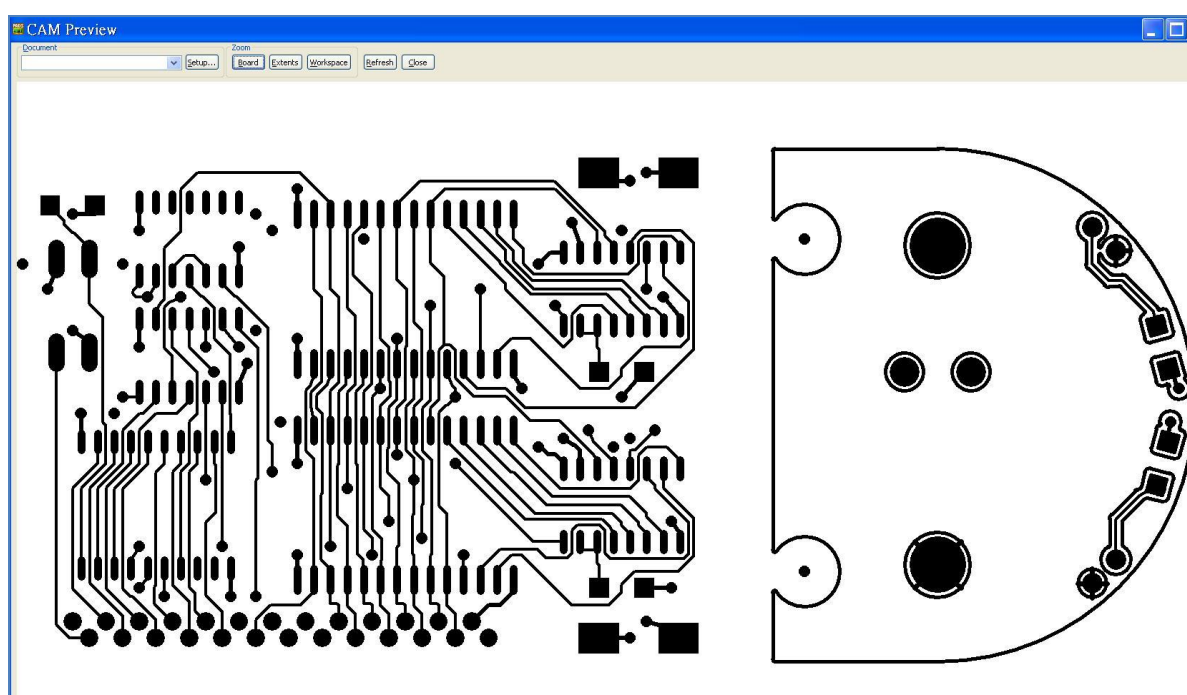 CAM Preview
Document
Zoom
Setup...
Board
Extents
Workspace
Refresh
Close